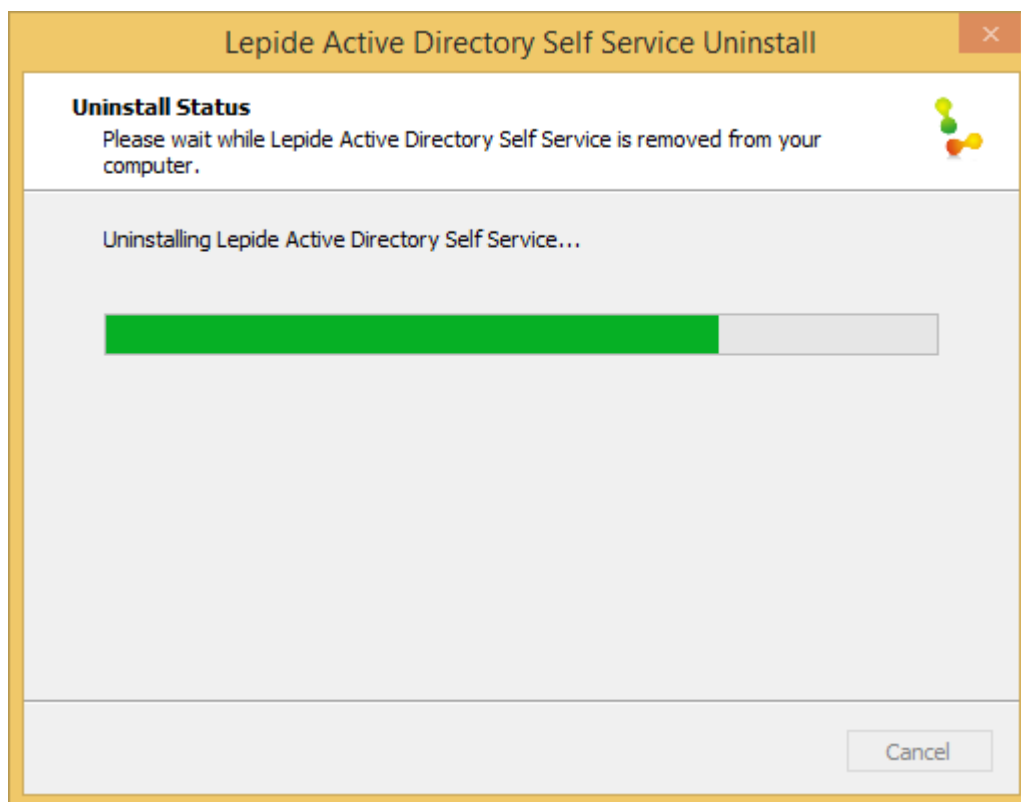 Lepide Active Directory Self Service Uninstall
Uninstall Status
Please wait while Lepide Active Directory Self Service is removed from your
computer.
Uninstalling Lepide Active Directory Self Service...
Cancel